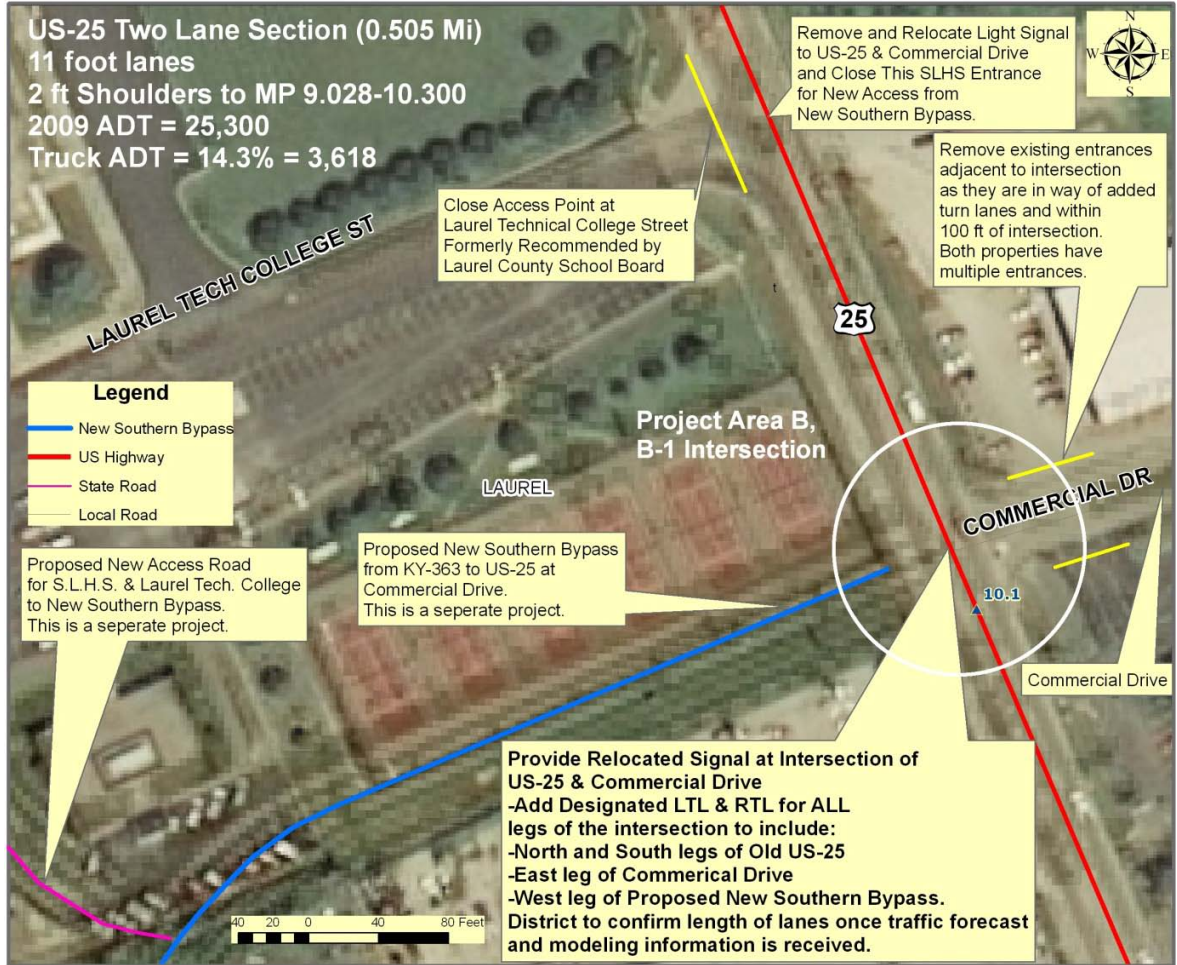 US-25 Two Lane Section (0.505 Mi)
11 foot lanes
2 ft Shoulders to MP 9.028-10.300
2009 ADT = 25,300
Truck ADT = 14.3% = 3,618
Remove and Relocate Light Signal
to US-25 & Commercial Drive
and Close This SLHS Entrance
for New Access from
New Southern Bypass.
N
W
E
S
Remove existing entrances
adjacent to intersection
as they are in way of added
turn lanes and within
100 ft of intersection.
Both properties have
multiple entrances.
Close Access Point at
Laurel Technical College Street
Formerly Recommended by
Laurel County School Board
LAUREL TECH COLLEGE ST
t
25
Legend
New Southern Bypass
US Highway
State Road
Local Road
Project Area B,
B-1 Intersection
LAUREL
COMMERCIAL DR
Proposed New Access Road
for S.L.H.S. & Laurel Tech. College
to New Southern Bypass.
This is a seperate project.
Proposed New Southern Bypass
from KY-363 to US-25 at
Commercial Drive.
This is a seperate project.
10.1
Commercial Drive
Provide Relocated Signal at Intersection of
US-25 & Commercial Drive
-Add Designated LTL & RTL for ALL
legs of the intersection to include:
-North and South legs of Old US-25
-East leg of Commerical Drive
-West leg of Proposed New Southern Bypass.
District to confirm length of lanes once traffic forecast
and modeling information is received.
40 20 0 40 80 Feet